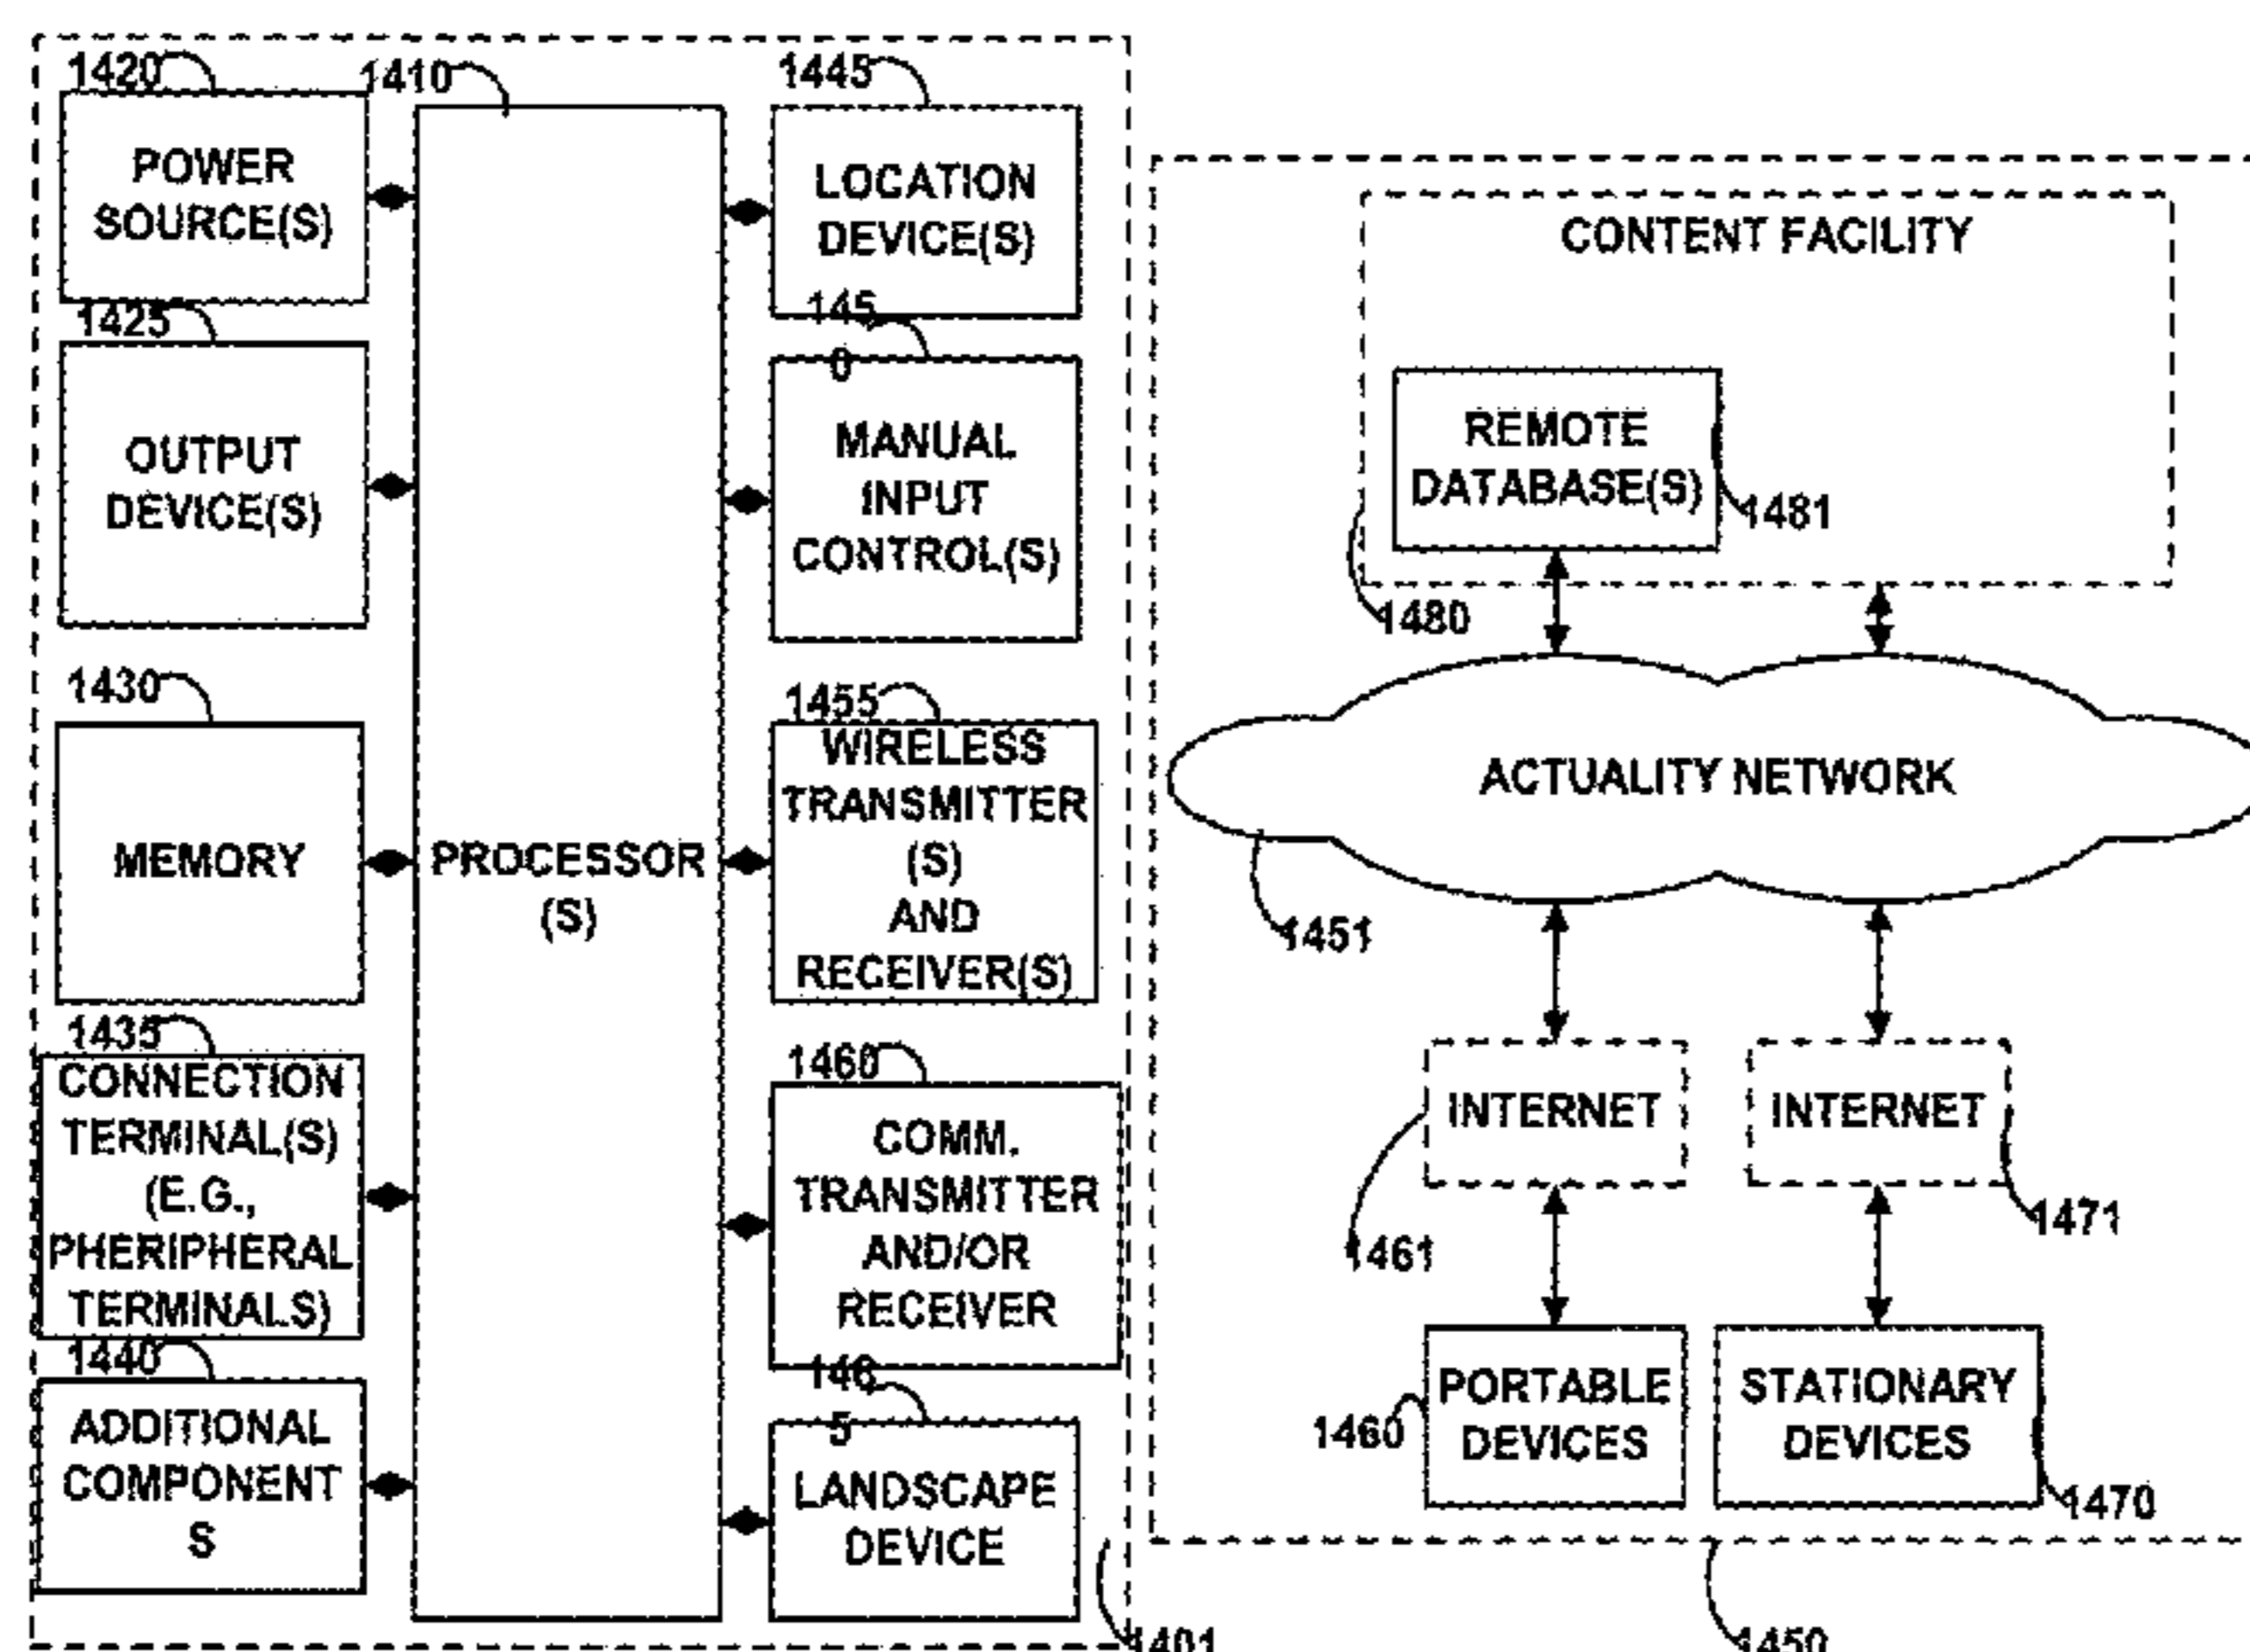 1420
POWER
SOURCE(S)
1425
OUTPUT
DEVICE(S)
1430
MEMORY
1435
CONNECTION
TERMINAL(S)
(E.G.,
PHERIPHERAL
TERMINALS)
1440
ADDITIONAL
COMPONENT
S
1410
PROCESSOR
(S)
1445
LOCATION
DEVICE(S)
145
0
MANUAL
INPUT
CONTROL(S)
1455
WIRELESS
TRANSMITTER
(S)
AND
RECEIVER(S)
1460
COMM.
TRANSMITTER
AND/OR
RECEIVER
146
5
LANDSCAPE
DEVICE
1401
CONTENT FACILITY
REMOTE
DATABASE(S)
1481
1480
ACTUALITY NETWORK
1451
INTERNET
1461
INTERNET
1471
PORTABLE
DEVICES
1460
STATIONARY
DEVICES
1470
1450